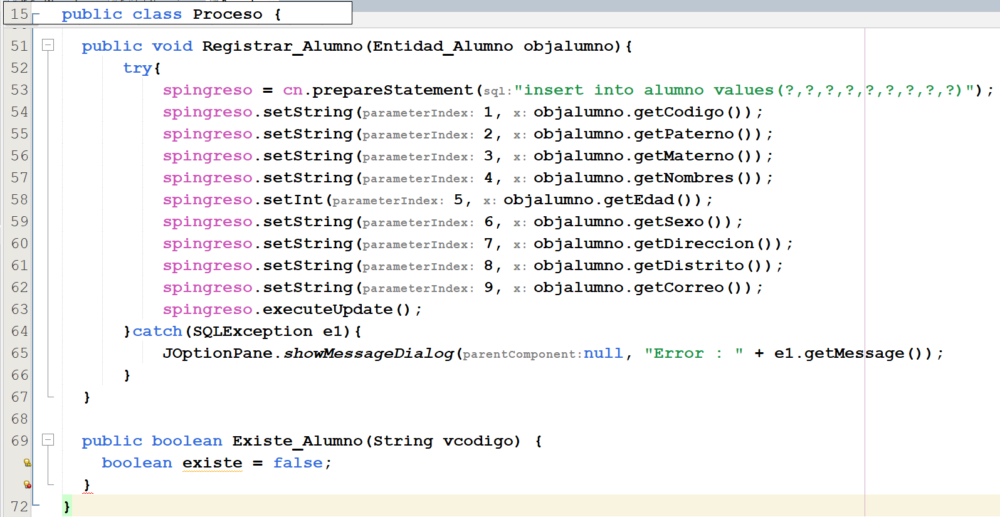 15 public class Proceso {
51 public void Registrar_Alumno(Entidad_Alumno objalumno){
52 try{
53 spingreso = cn.prepareStatement(sql:"insert into alumno values(?,?,?,?,?,?,?,?,?)");
54 spingreso.setString(parameterIndex: 1, x: objalumno.getCodigo());
55 spingreso.setString(parameterIndex: 2, x: objalumno.getPaterno());
56 spingreso.setString(parameterIndex: 3, x: objalumno.getMaterno());
57 spingreso.setString(parameterIndex: 4, x: objalumno.getNombres());
58 spingreso.setInt(parameterIndex: 5, x: objalumno.getEdad());
59 spingreso.setString(parameterIndex: 6, x: objalumno.getSexo());
60 spingreso.setString(parameterIndex: 7, x: objalumno.getDireccion());
61 spingreso.setString(parameterIndex: 8, x: objalumno.getDistrito());
62 spingreso.setString(parameterIndex: 9, x: objalumno.getCorreo());
63 spingreso.executeUpdate();
64 }catch(SQLException e1){
65 JOptionPane.showMessageDialog(parentComponent:null, "Error : " + e1.getMessage());
66 }
67 }
68
69 public boolean Existe_Alumno(String vcodigo) {
boolean existe = false;
}
72 }